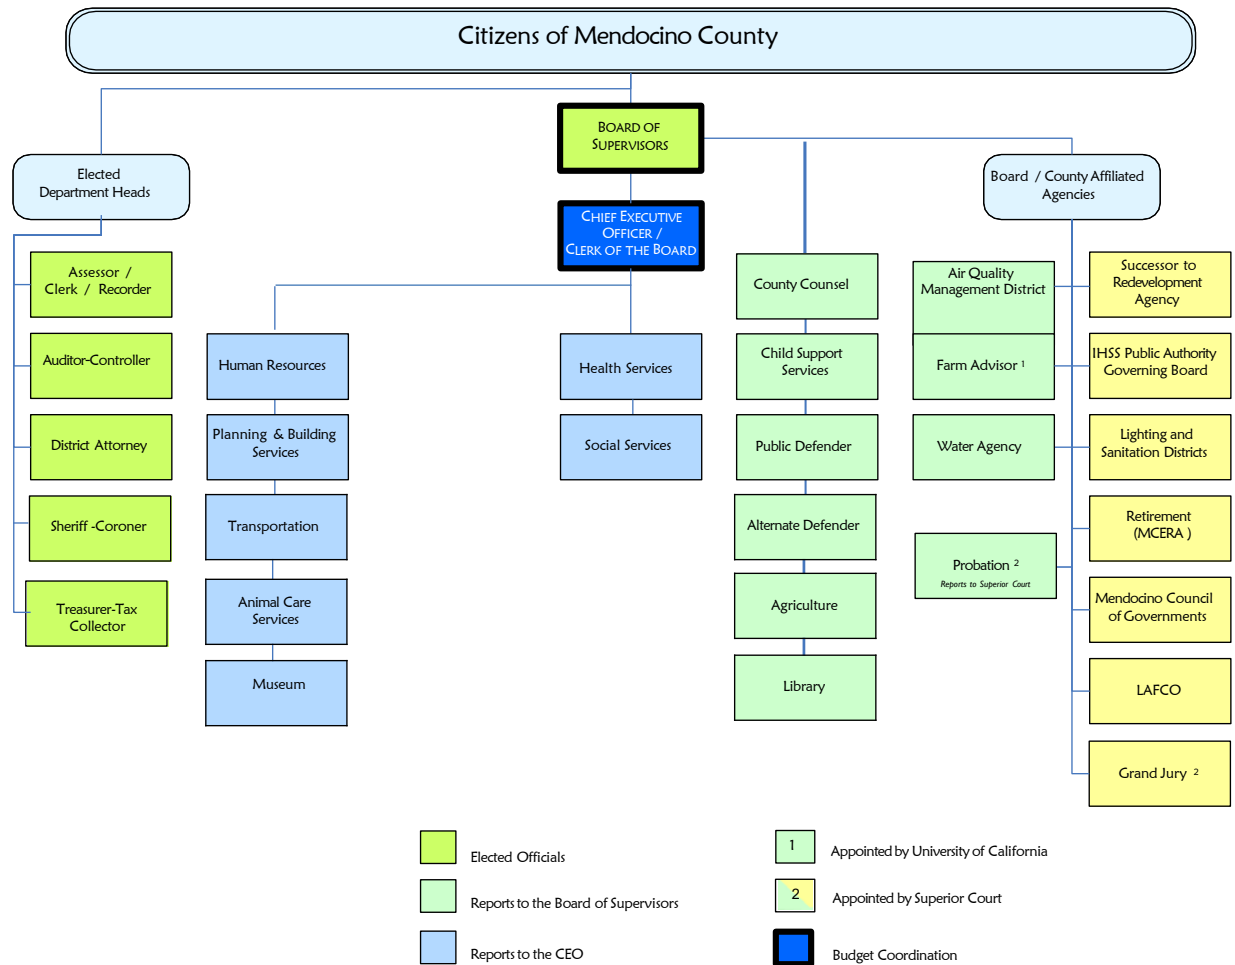 Citizens of Mendocino County
BOARD OF
SUPERVISORS
Elected
Department Heads
Board / County Affiliated
Agencies
CHIEF EXECUTIVE
OFFICER /
CLERK OF THE BOARD
Assessor /
Clerk / Recorder
Auditor-Controller
District Attorney
Sheriff -Coroner
Treasurer-Tax
Collector
Human Resources
Planning & Building
Services
Transportation
Animal Care
Services
Museum
Health Services
Social Services
County Counsel
Child Support
Services
Public Defender
Alternate Defender
Agriculture
Library
Air Quality
Management District
Farm Advisor 1
Water Agency
Probation 2
Reports to Superior Court
Successor to
Redevelopment
Agency
IHSS Public Authority
Governing Board
Lighting and
Sanitation Districts
Retirement
(MCERA )
Mendocino Council
of Governments
LAFCO
Grand Jury 2
Elected Officials
Reports to the Board of Supervisors
Reports to the CEO
1 Appointed by University of California
2 Appointed by Superior Court
Budget Coordination